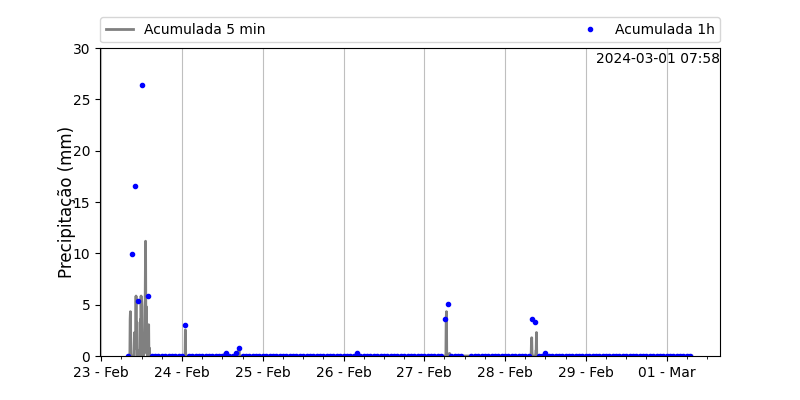 Acumulada 5 min
Acumulada 1h
2024-03-01 07:58
Precipitação (mm)
30
25
20
15
10
5
0
23 - Feb
24 - Feb
25 - Feb
26 - Feb
27 - Feb
28 - Feb
29 - Feb
01 - Mar